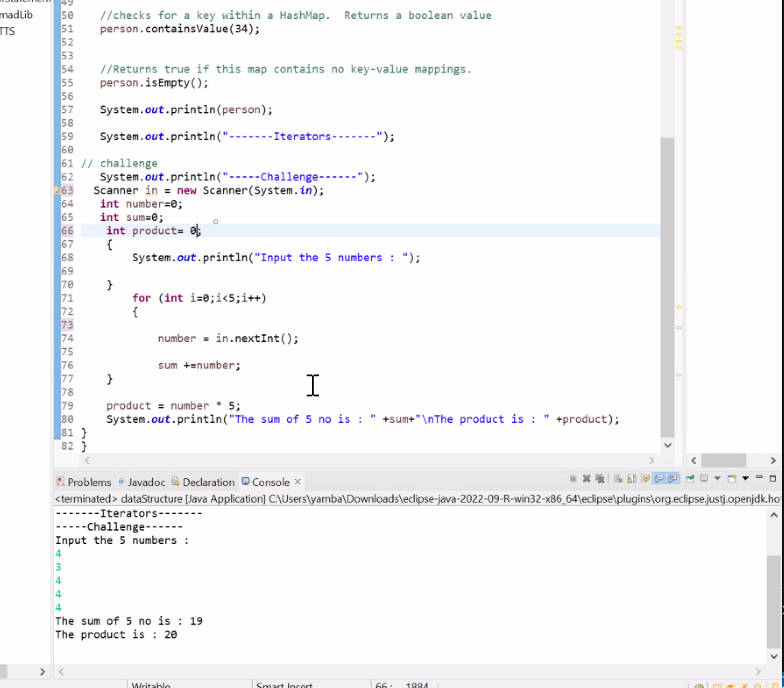 madLib
TTS
49
50 //checks for a key within a HashMap. Returns a boolean value
51 person.containsValue(34);
52
53
54 //Returns true if this map contains no key-value mappings.
55 person.isEmpty();
56
57 System.out.println(person);
58
59 System.out.println("-------Iterators-------");
60
61 // challenge
62 System.out.println("-----Challenge------");
63 Scanner in = new Scanner(System.in);
64 int number=0;
65 int sum=0;
66 int product= 0;
67 {
68 System.out.println("Input the 5 numbers : ");
69
70 }
71 for (int i=0;i<5;i++)
72 {
73
74 number = in.nextInt();
75
76 sum +=number;
77 }
78
79 product = number * 5;
80 System.out.println("The sum of 5 no is : " +sum+"\nThe product is : " +product);
81 }
82 }
Problems Javadoc Declaration Console
<terminated> dataStructure [Java Application] C:\Users\yamba\Downloads\eclipse-java-2022-09-R-win32-x86_64\eclipse\plugins\org.eclipse.justj.openjdk.ho
-------Iterators-------
-----Challenge------
Input the 5 numbers :
4
3
4
4
4
The sum of 5 no is : 19
The product is : 20
Writable Smart Insert 66 : 1884